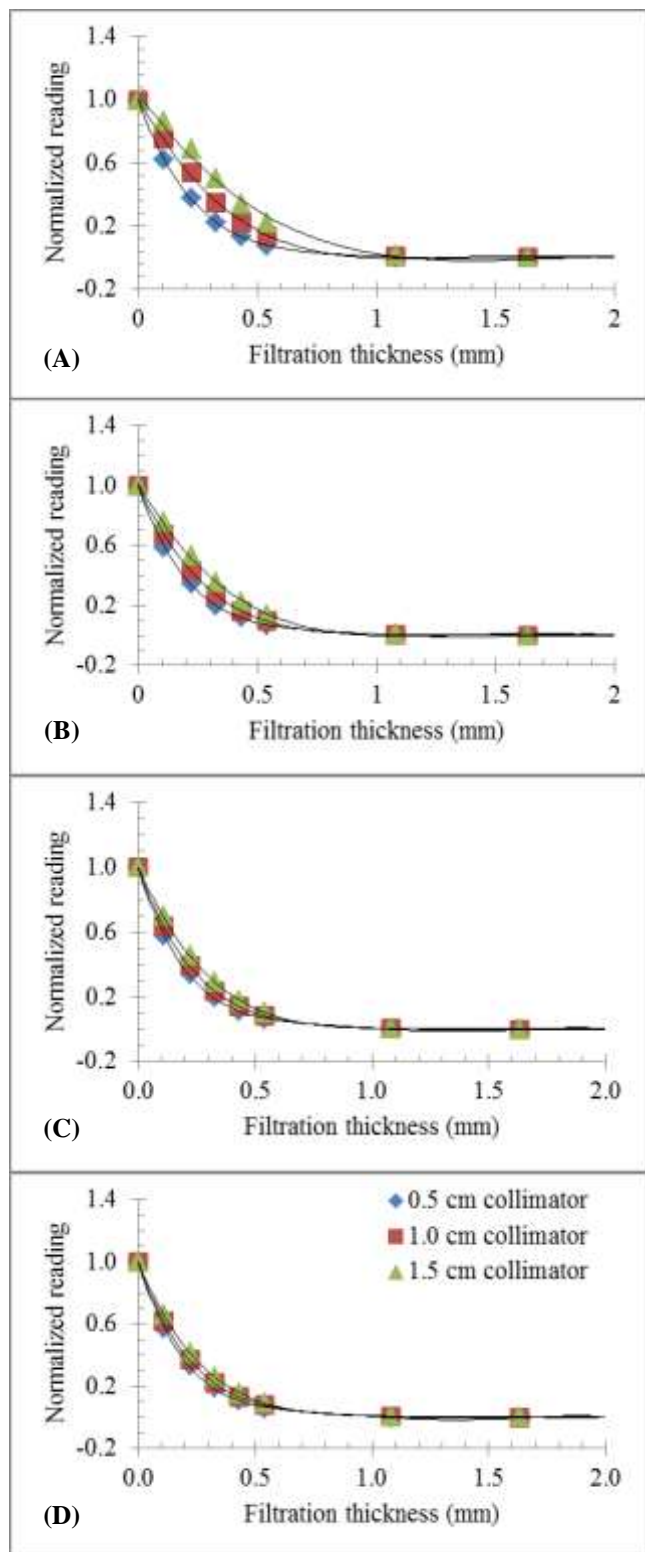 1.4
1.0
0.6
0.2
-0.2
Normalized reading
0 0.5 1 1.5 2
Filtration thickness (mm)
(A)
1.4
1.0
0.6
0.2
-0.2
Normalized reading
0 0.5 1 1.5 2
Filtration thickness (mm)
(B)
1.4
1.0
0.6
0.2
-0.2
Normalized reading
0.0 0.5 1.0 1.5 2.0
Filtration thickness (mm)
(C)
1.4
1.0
0.6
0.2
-0.2
Normalized reading
0.5 cm collimator
1.0 cm collimator
1.5 cm collimator
0.0 0.5 1.0 1.5 2.0
Filtration thickness (mm)
(D)